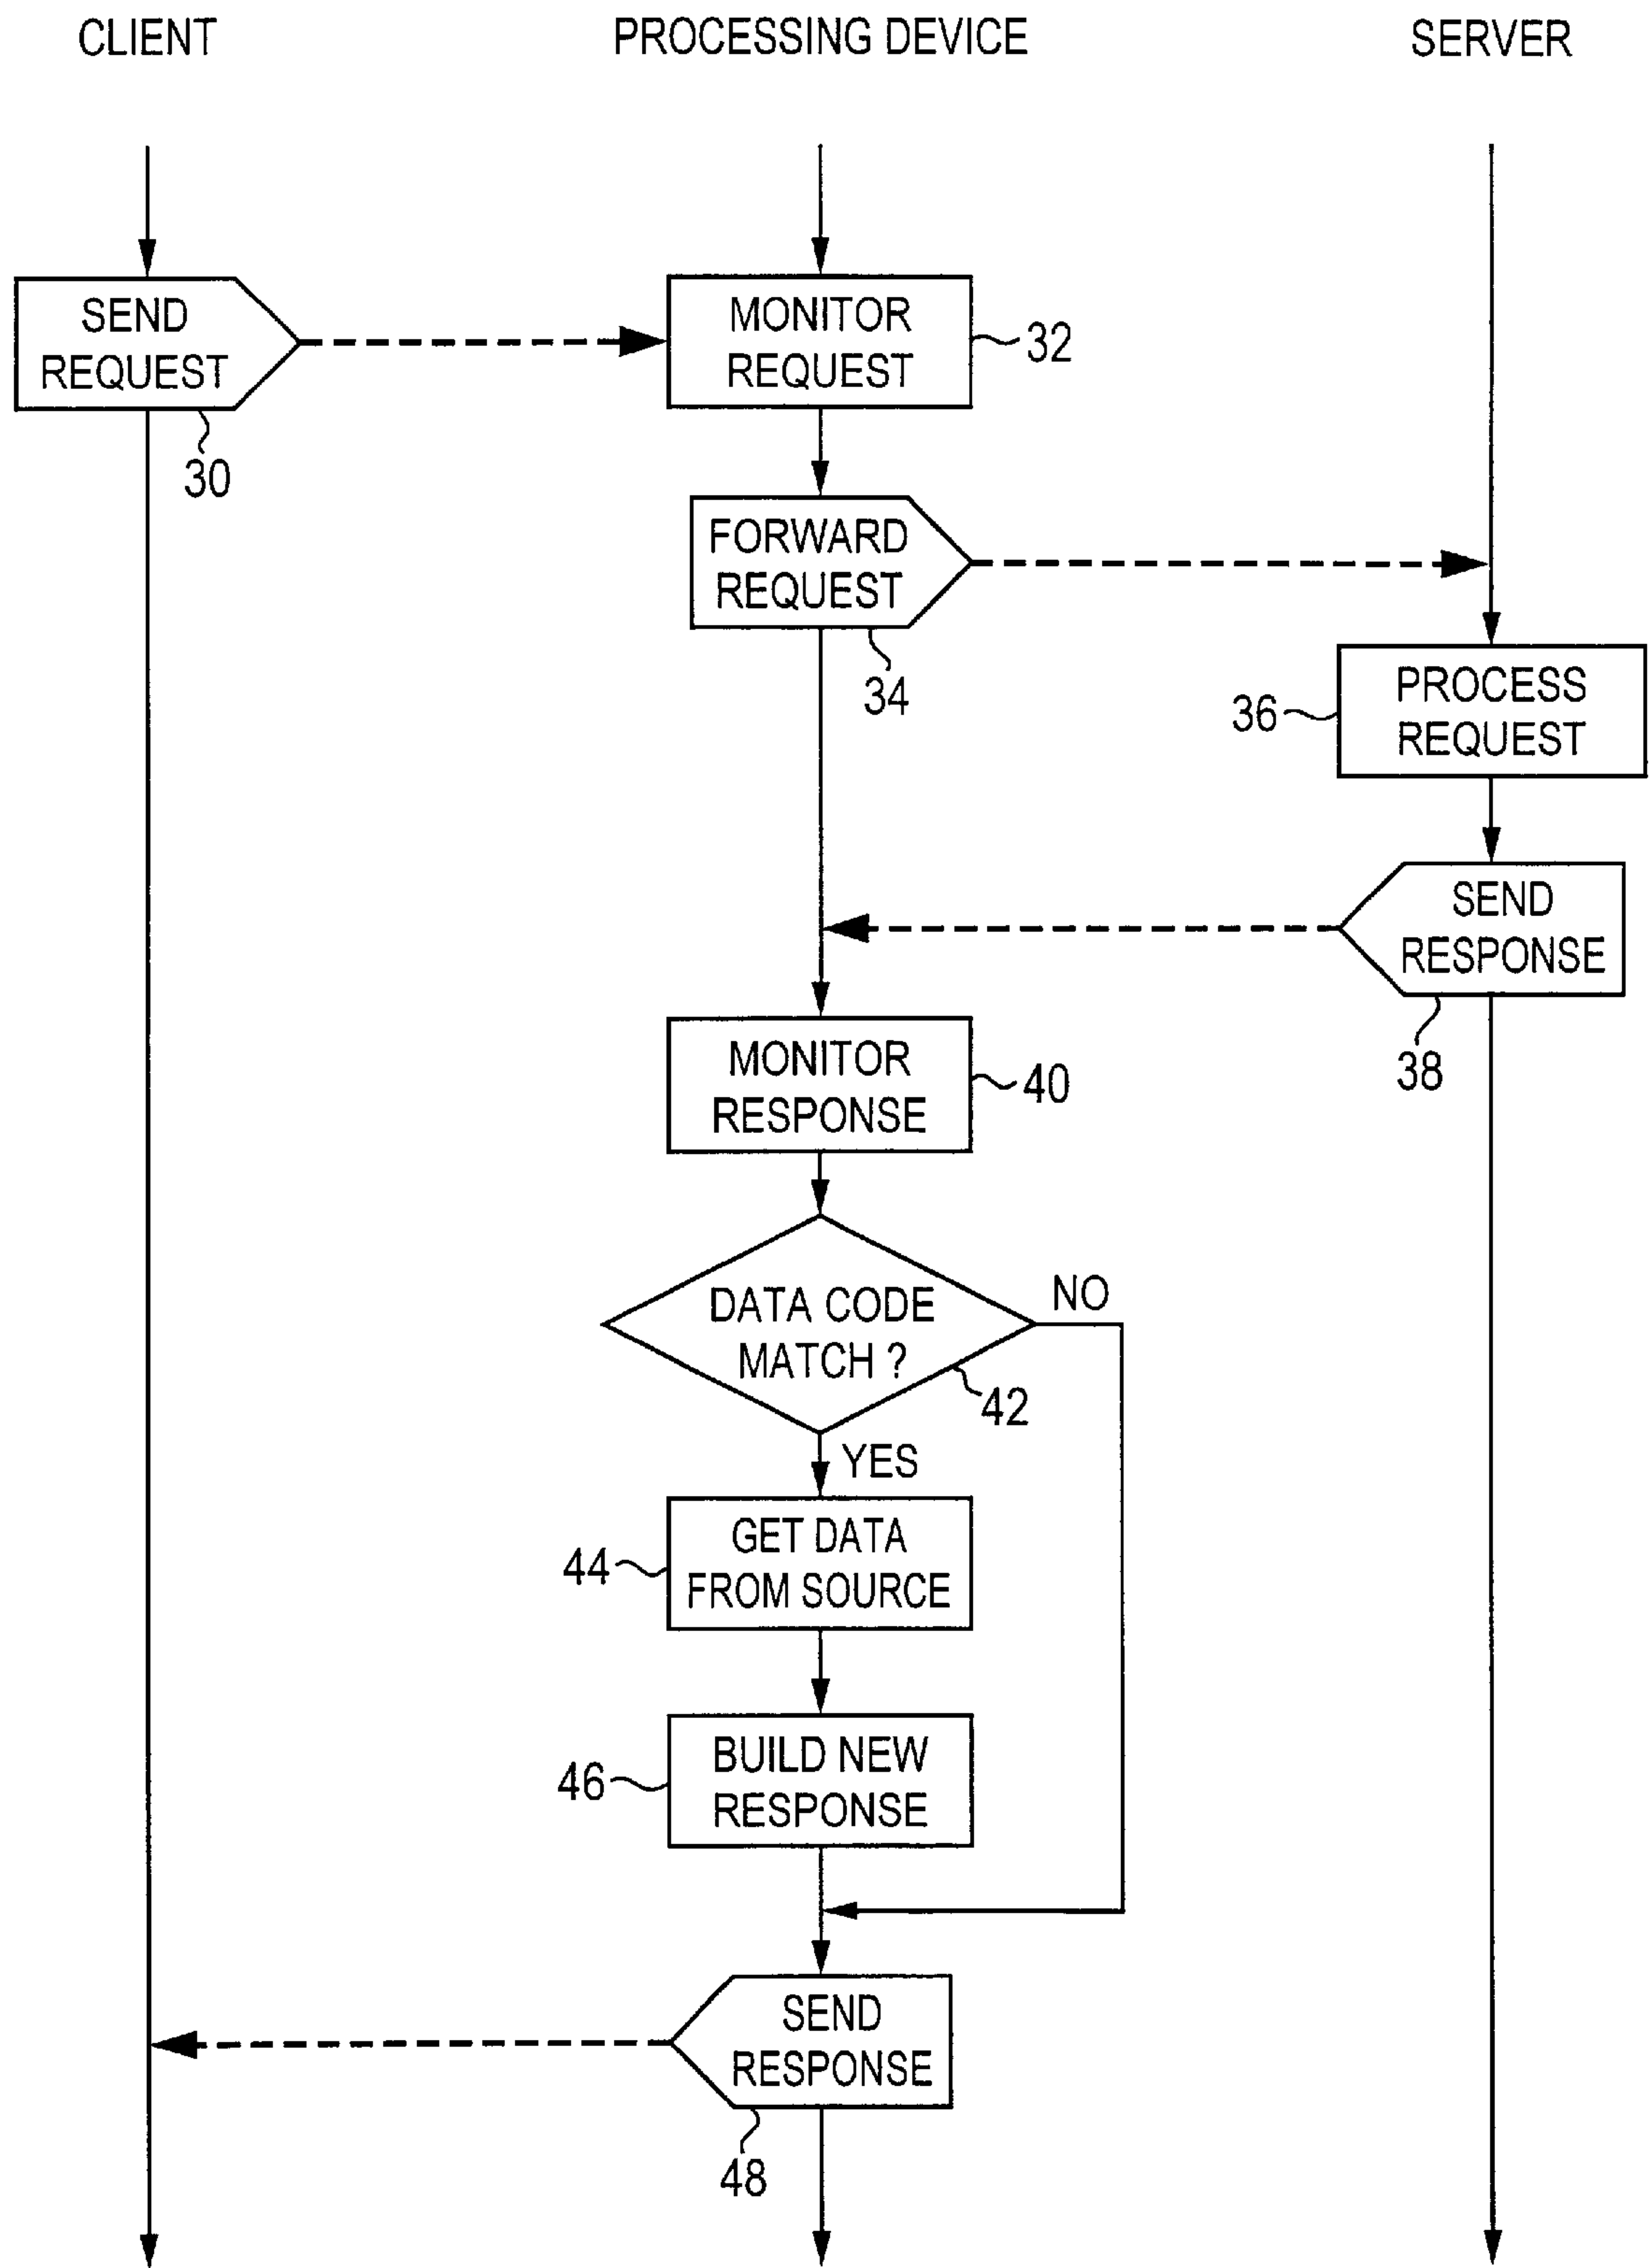 CLIENT
PROCESSING DEVICE
SERVER
SEND
REQUEST
30
MONITOR
REQUEST
32
FORWARD
REQUEST
34
PROCESS
REQUEST
36
SEND
RESPONSE
38
MONITOR
RESPONSE
40
DATA CODE
MATCH ?
42
NO
YES
GET DATA
FROM SOURCE
44
BUILD NEW
RESPONSE
46
SEND
RESPONSE
48